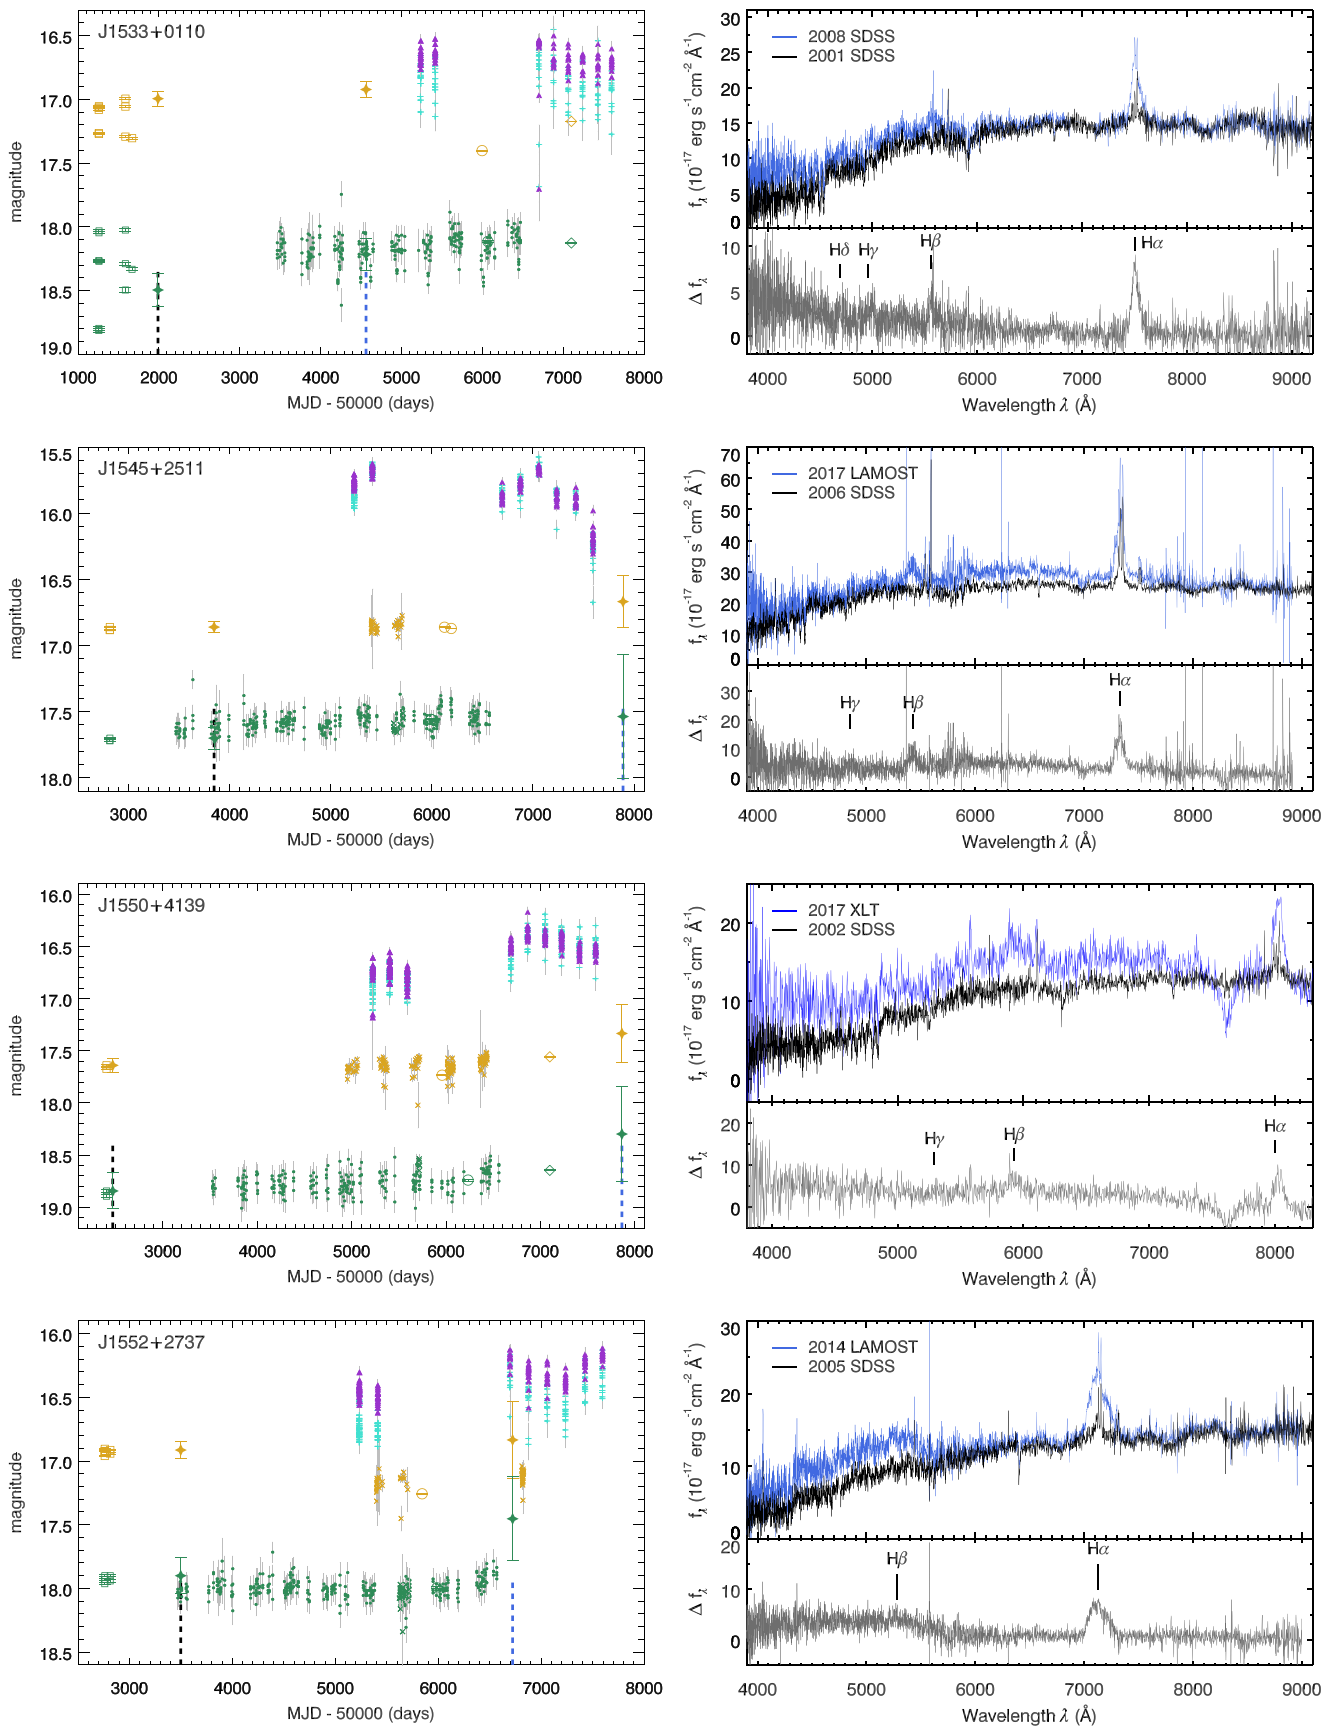 J1533+0110
16.5
17.0
17.5
18.0
18.5
19.0
magnitude
1000 2000 3000 4000 5000 6000 7000 8000
MJD - 50000 (days)
2008 SDSS
2001 SDSS
30
25
20
15
10
5
0
fλ (10⁻¹⁷ erg s⁻¹ cm⁻² Å⁻¹)
Hδ Hγ Hβ Hα
10
5
0
Δ fλ
4000 5000 6000 7000 8000 9000
Wavelength λ (Å)
J1545+2511
15.5
16.0
16.5
17.0
17.5
18.0
magnitude
3000 4000 5000 6000 7000 8000
MJD - 50000 (days)
2017 LAMOST
2006 SDSS
70
60
50
40
30
20
10
0
fλ (10⁻¹⁷ erg s⁻¹ cm⁻² Å⁻¹)
Hγ Hβ Hα
30
20
10
0
Δ fλ
4000 5000 6000 7000 8000 9000
Wavelength λ (Å)
J1550+4139
16.0
16.5
17.0
17.5
18.0
18.5
19.0
magnitude
3000 4000 5000 6000 7000 8000
MJD - 50000 (days)
2017 XLT
2002 SDSS
20
10
0
fλ (10⁻¹⁷ erg s⁻¹ cm⁻² Å⁻¹)
Hγ Hβ Hα
20
10
0
Δ fλ
4000 5000 6000 7000 8000
Wavelength λ (Å)
J1552+2737
16.0
16.5
17.0
17.5
18.0
18.5
magnitude
3000 4000 5000 6000 7000 8000
MJD - 50000 (days)
2014 LAMOST
2005 SDSS
30
20
10
0
fλ (10⁻¹⁷ erg s⁻¹ cm⁻² Å⁻¹)
Hβ Hα
20
10
0
Δ fλ
4000 5000 6000 7000 8000 9000
Wavelength λ (Å)